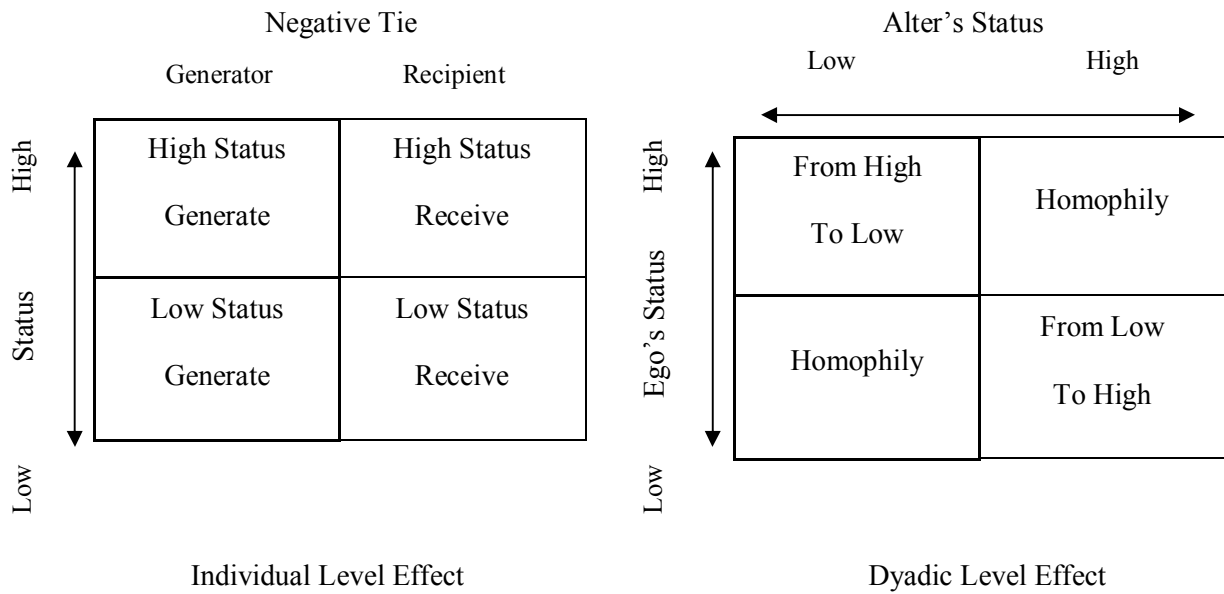 Negative Tie
Generator Recipient
High
Status
Low
High Status
Generate
High Status
Receive
Low Status
Generate
Low Status
Receive
Individual Level Effect
Alter’s Status
Low High
High
Ego’s Status
Low
From High
To Low
Homophily
Homophily
From Low
To High
Dyadic Level Effect